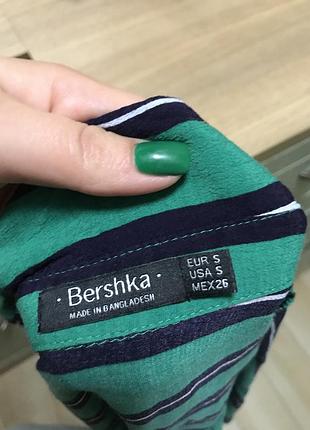 · Bershka ·
MADE IN BANGLADESH
EUR S
USA S
MEX26